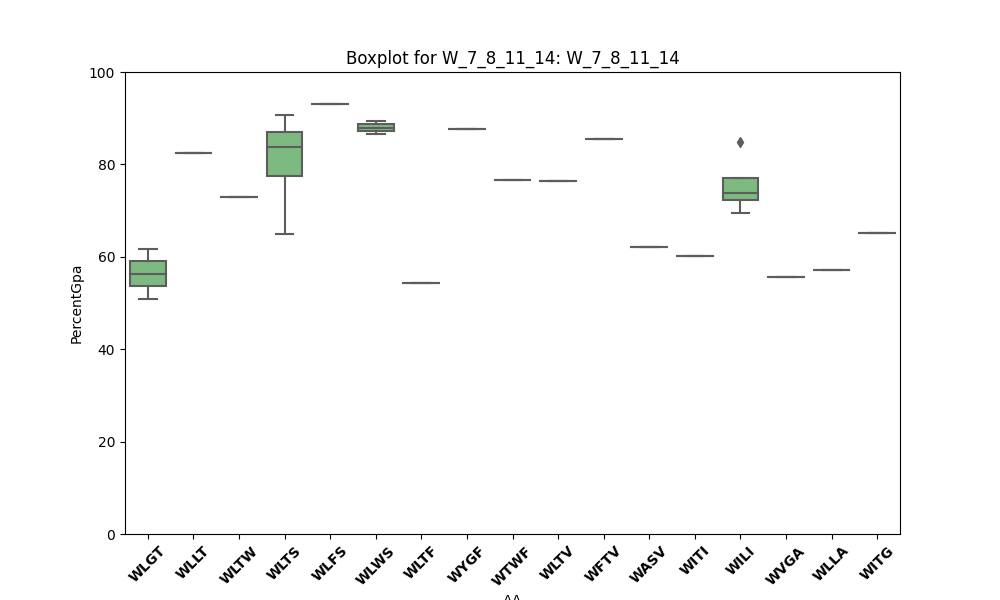 Boxplot for W_7_8_11_14: W_7_8_11_14
PercentGpa
100
80
60
40
20
0
WLGT WLLT WLTW WLTS WLFS WLWS WLTF WYGF WTWF WLTV WFTV WASV WITI WILI WVGA WLLA WITG
AA